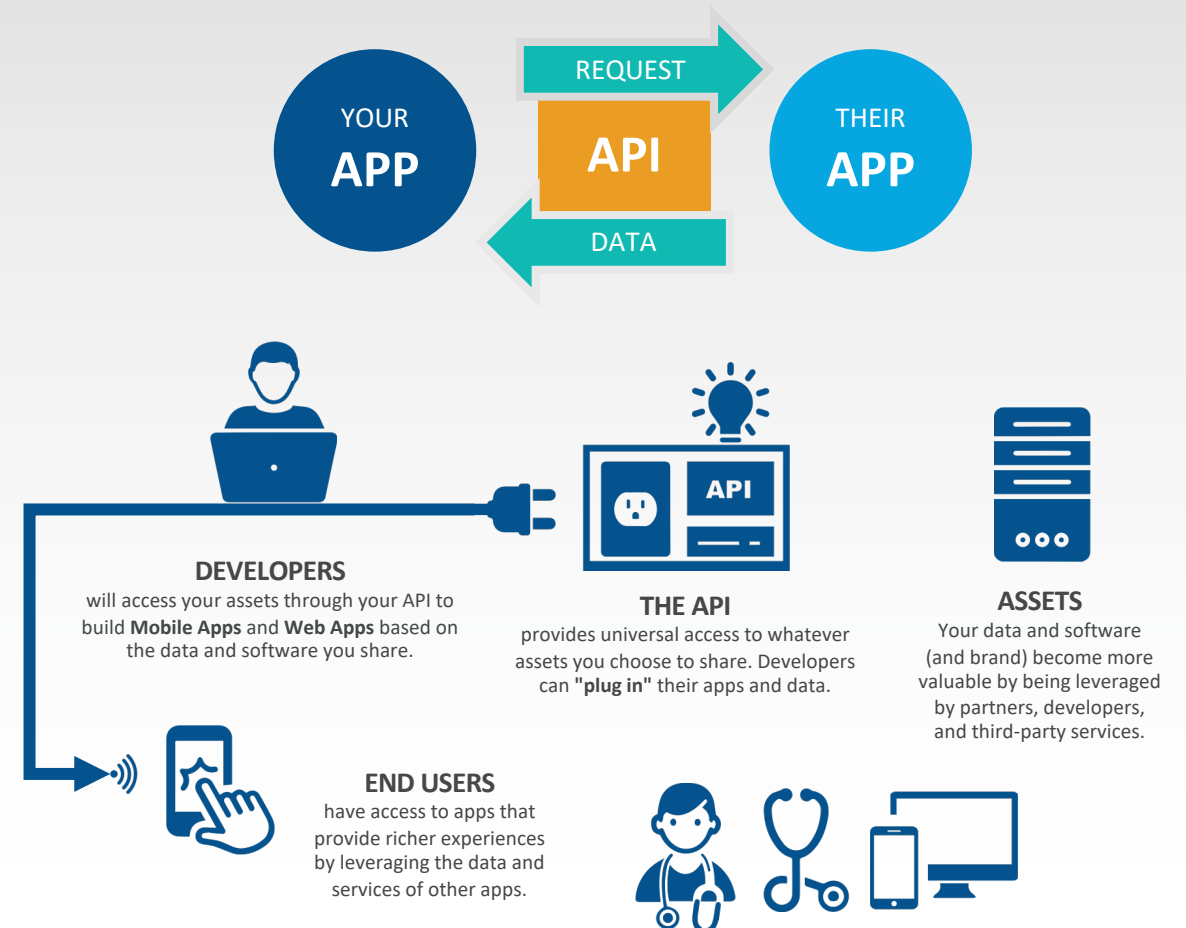 REQUEST
YOUR
APP
API
THEIR
APP
DATA
API
DEVELOPERS
will access your assets through your API to
build Mobile Apps and Web Apps based on
the data and software you share.
THE API
provides universal access to whatever
assets you choose to share. Developers
can "plug in" their apps and data.
ASSETS
Your data and software
(and brand) become more
valuable by being leveraged
by partners, developers,
and third-party services.
END USERS
have access to apps that
provide richer experiences
by leveraging the data and
services of other apps.